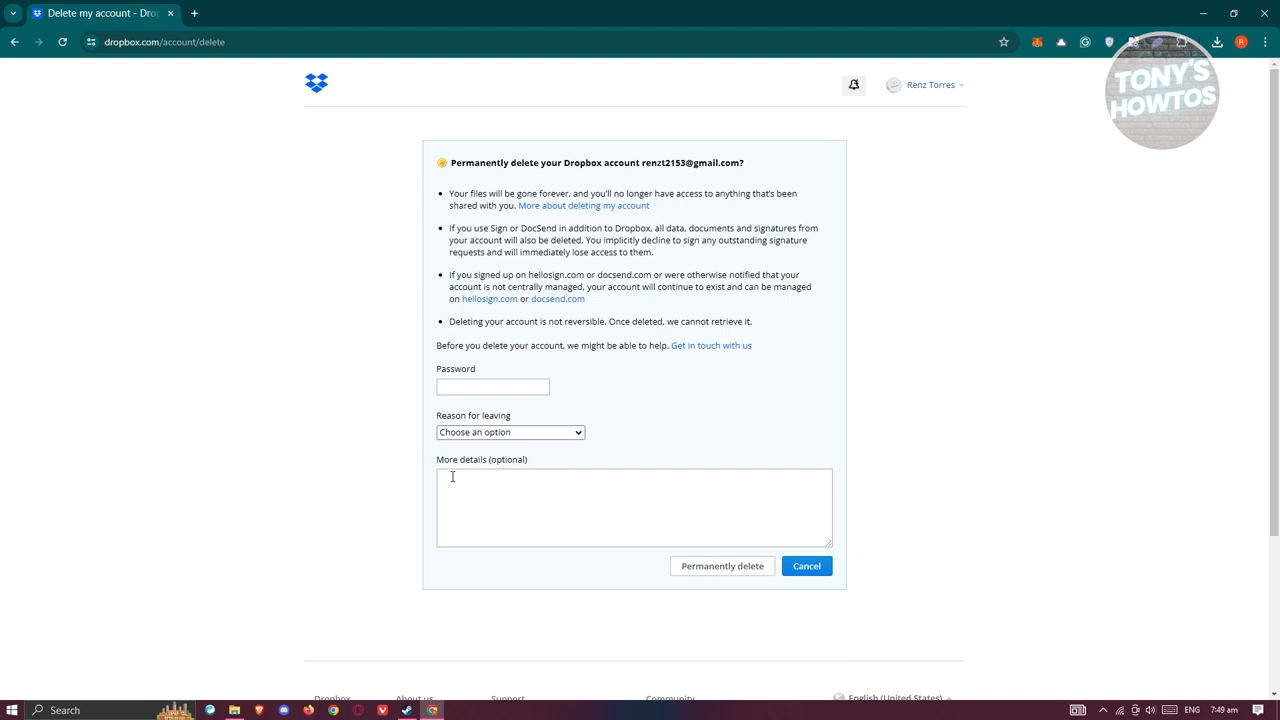 Delete my account - Dro
dropbox.com/account/delete
R
TONY'S
HOWTOS
Renz Torres
Permanently delete your Dropbox account renzt2153@gmail.com?
• Your files will be gone forever, and you'll no longer have access to anything that's been
shared with you. More about deleting my account
• If you use Sign or DocSend in addition to Dropbox, all data, documents and signatures from
your account will also be deleted. You implicitly decline to sign any outstanding signature
requests and will immediately lose access to them.
• If you signed up on hellosign.com or docsend.com or were otherwise notified that your
account is not centrally managed, your account will continue to exist and can be managed
on hellosign.com or docsend.com
• Deleting your account is not reversible. Once deleted, we cannot retrieve it.
Before you delete your account, we might be able to help. Get in touch with us
Password
Reason for leaving
Choose an option
More details (optional)
Permanently delete
Cancel
Dropbox
About us
Support
Community
English (United States)
Search
ENG
7:49 am